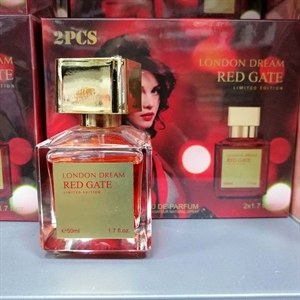 2PCS
LONDON DREAM
RED GATE
LIMITED EDITION
LONDON DREAM
RED GATE
LIMITED EDITION
℮50ml 1.7 fl.oz.
DE PARFUM
2x1.7